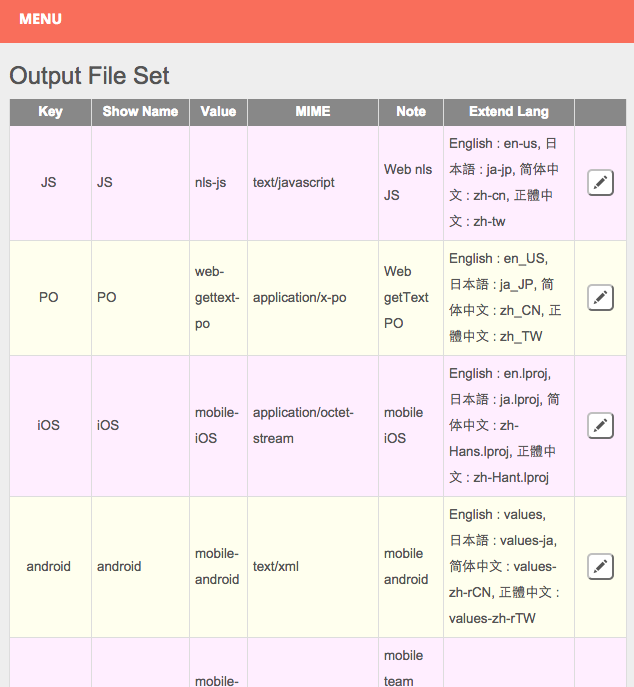 MENU
Output File Set
Key Show Name Value MIME Note Extend Lang
JS
JS
nls-js
text/javascript
Web nls
JS
English : en-us, 日
本語 : ja-jp, 简体中
文 : zh-cn, 正體中
文 : zh-tw
PO
PO
web-
gettext-
po
application/x-po
Web
getText
PO
English : en_US,
日本語 : ja_JP, 简
体中文 : zh_CN, 正
體中文 : zh_TW
iOS
iOS
mobile-
iOS
application/octet-
stream
mobile
iOS
English : en.lproj,
日本語 : ja.lproj, 简
体中文 : zh-
Hans.lproj, 正體中
文 : zh-Hant.lproj
android
android
mobile-
android
text/xml
mobile
android
English : values,
日本語 : values-ja,
简体中文 : values-
zh-rCN, 正體中文 :
values-zh-rTW
mobile-
mobile
team